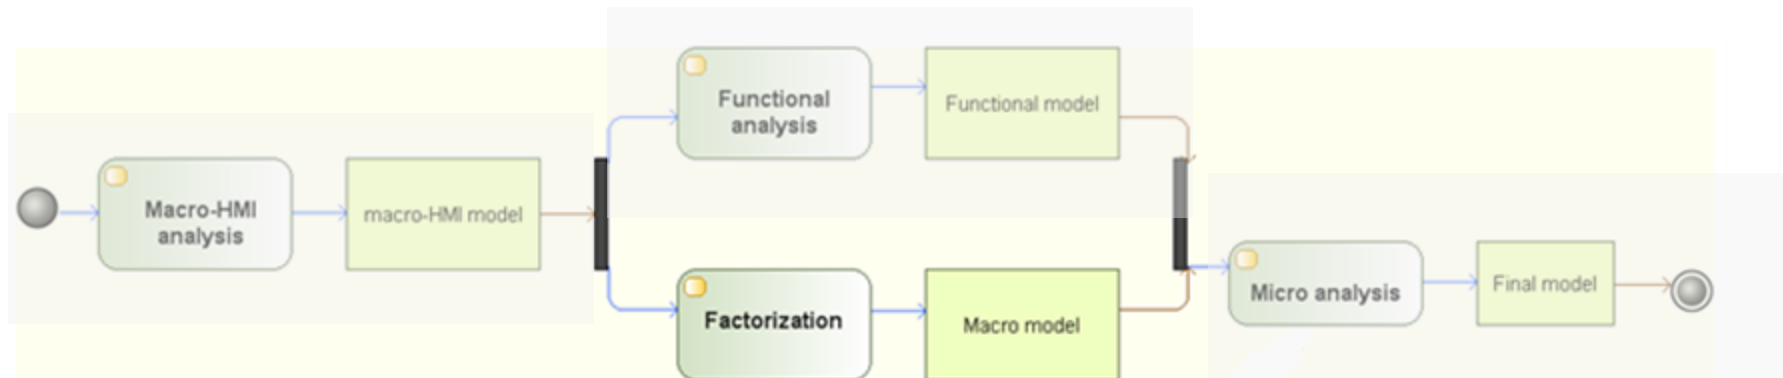 Macro-HMI
analysis
macro-HMI model
Functional
analysis
Functional model
Factorization
Macro model
Micro analysis
Final model